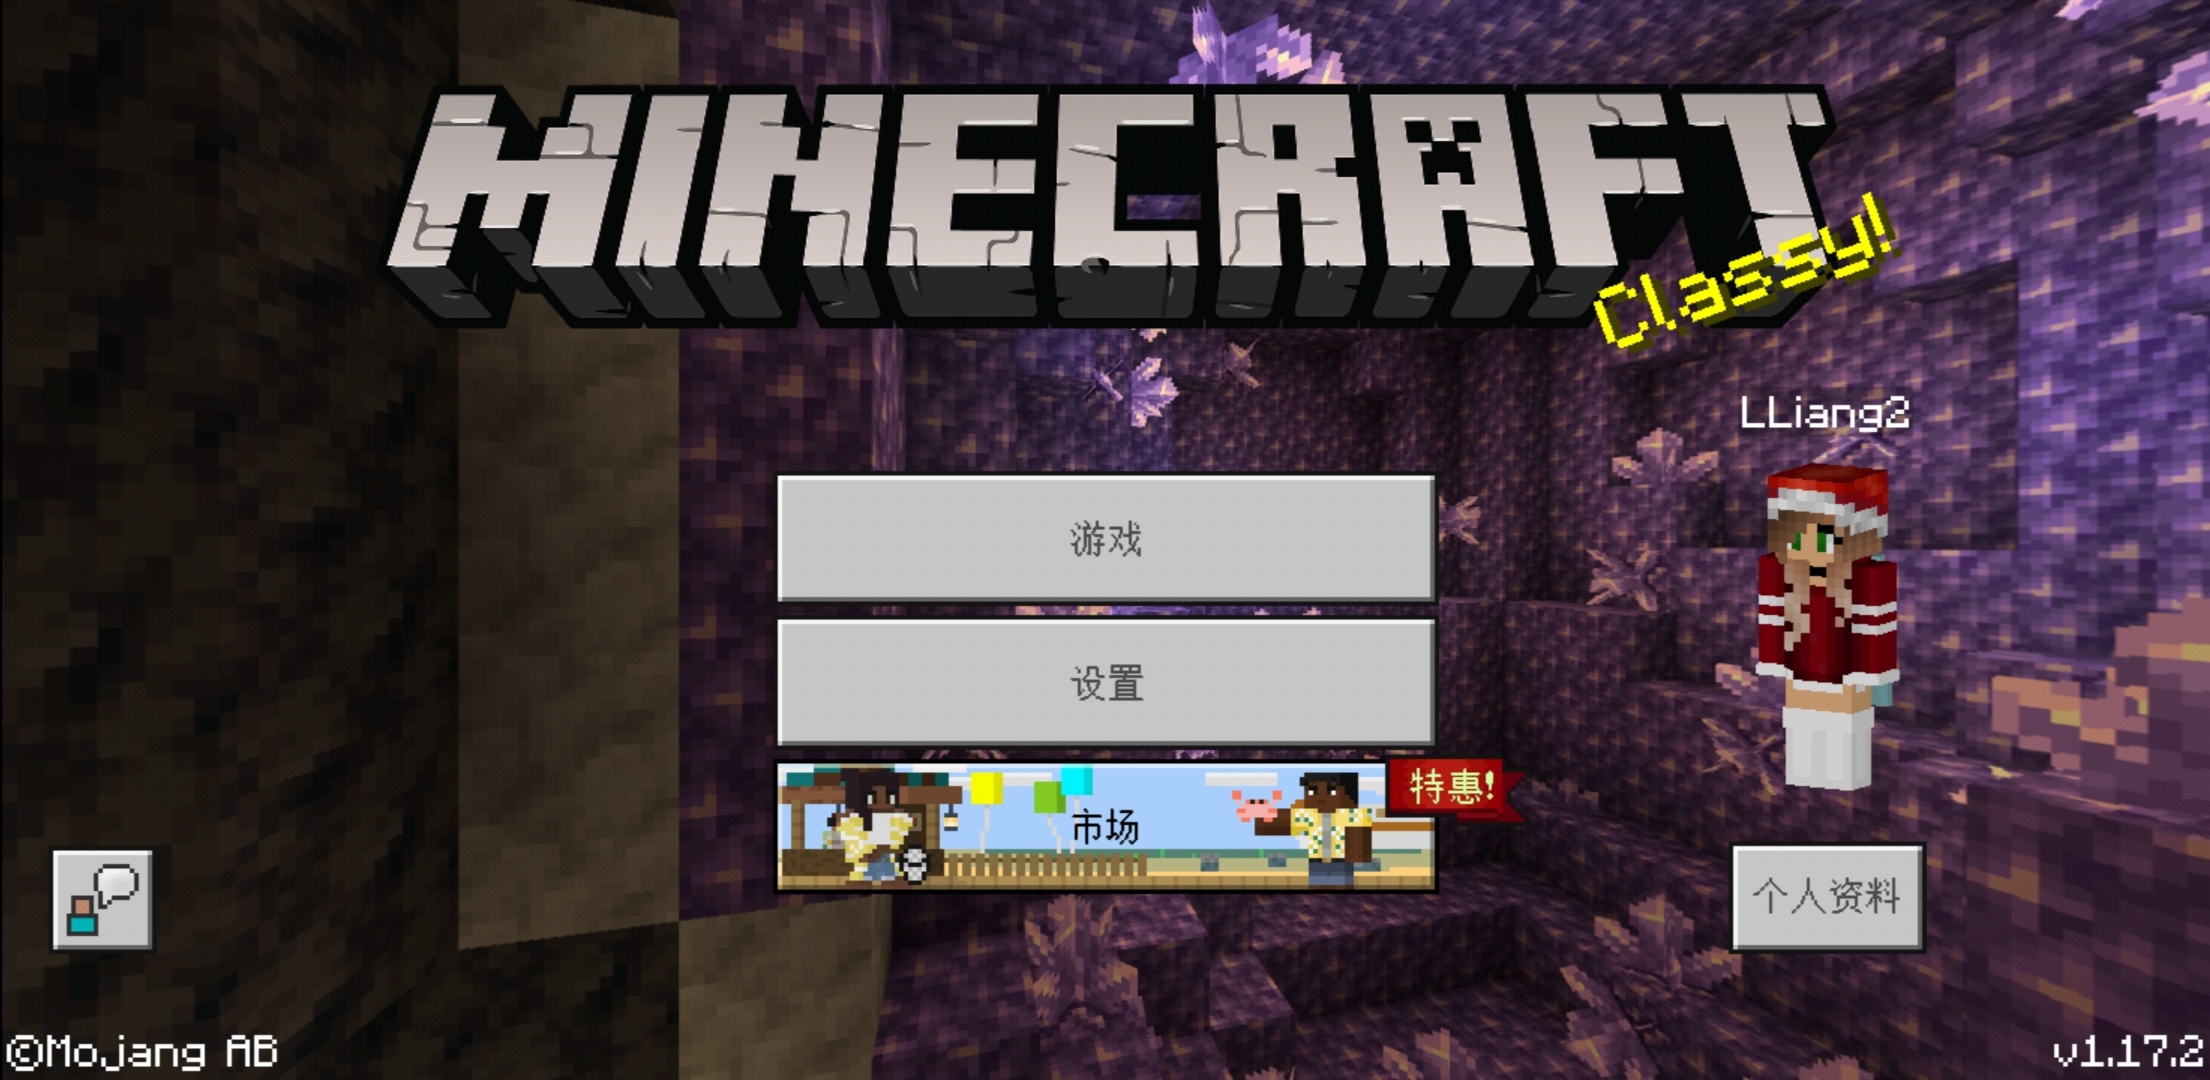 MINECRAFT
Classy!
LLiang2
游戏
设置
特惠!
市场
个人资料
©Mojang AB
v1.17.2